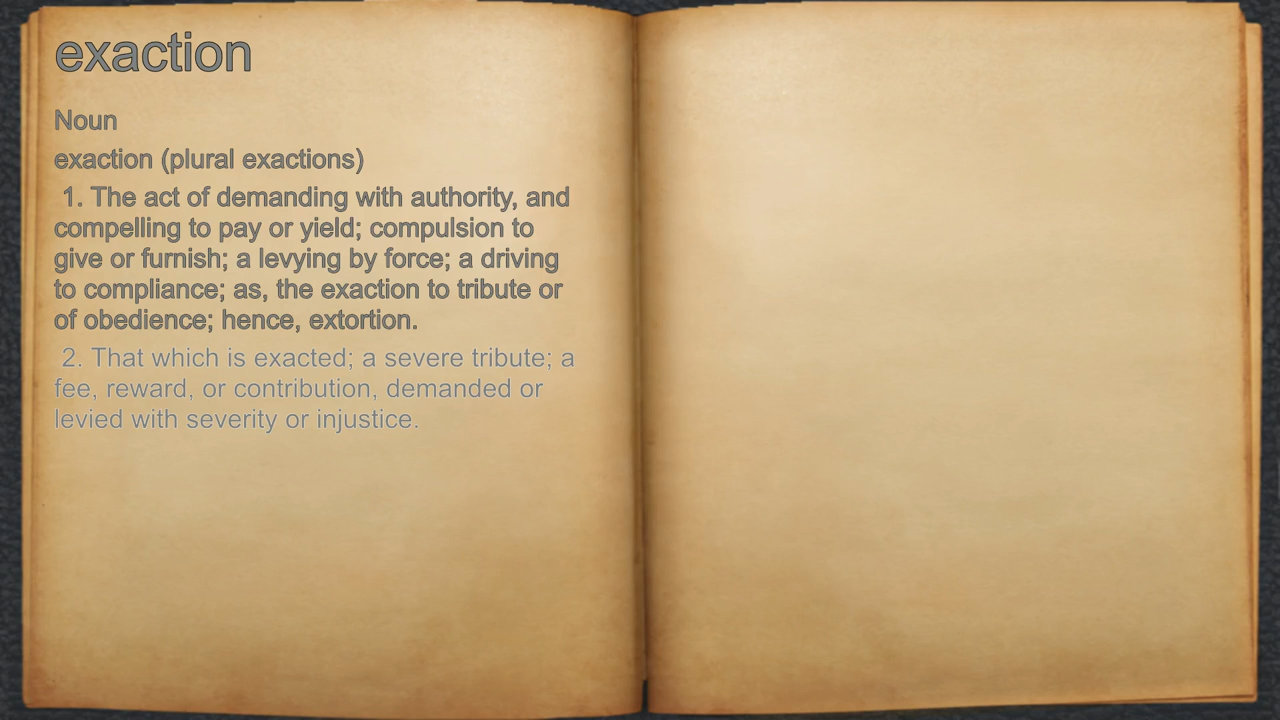 exaction
Noun
exaction (plural exactions)
1. The act of demanding with authority, and
compelling to pay or yield; compulsion to
give or furnish; a levying by force; a driving
to compliance; as, the exaction to tribute or
of obedience; hence, extortion.
2. That which is exacted; a severe tribute; a
fee, reward, or contribution, demanded or
levied with severity or injustice.